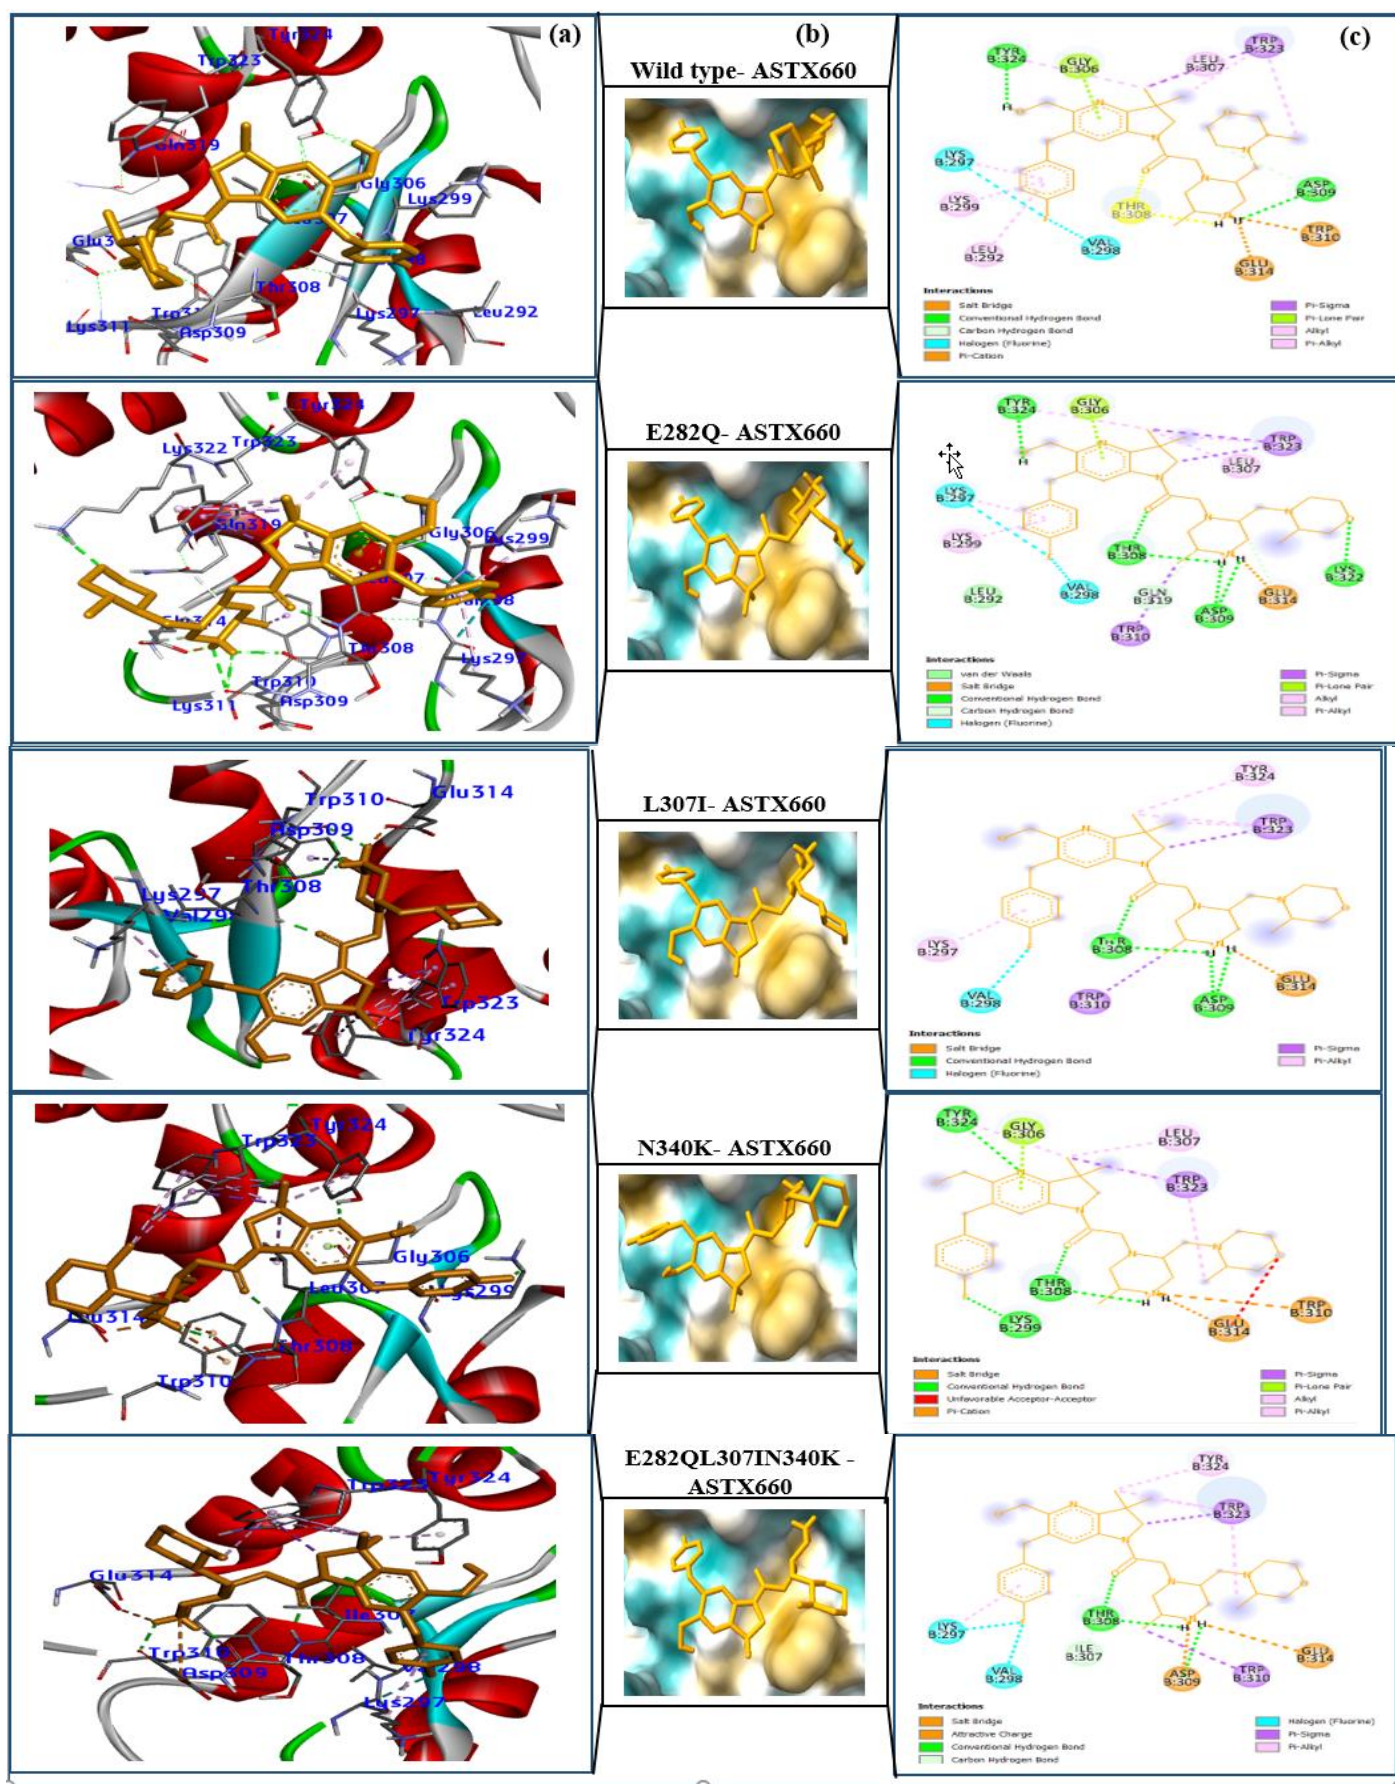 (a)
(b)
(c)
Tyr324
Trp323
Gln319
Gly306
Lys299
Thr308
Lys311
Asp309
Lys297
Leu292
Wild type- ASTX660
TYR
B:324
GLY
B:306
LEU
B:307
TRP
B:323
LYS
B:297
LYS
B:299
LEU
B:292
THR
B:308
VAL
B:298
ASP
B:309
TRP
B:310
GLU
B:314
Interactions
Salt Bridge
Conventional Hydrogen Bond
Carbon Hydrogen Bond
Halogen (Fluorine)
Pi-Cation
Pi-Sigma
Pi-Lone Pair
Alkyl
Pi-Alkyl
Tyr324
Lys322
Trp323
Gln319
Gly306
Thr308
Lys297
Trp310
Lys311
Asp309
E282Q- ASTX660
TYR
B:324
GLY
B:306
TRP
B:323
LEU
B:307
LYS
B:297
LYS
B:299
LEU
B:292
VAL
B:298
THR
B:308
GLN
B:319
TRP
B:310
ASP
B:309
GLU
B:314
LYS
B:322
Interactions
van der Waals
Salt Bridge
Conventional Hydrogen Bond
Carbon Hydrogen Bond
Halogen (Fluorine)
Pi-Sigma
Pi-Lone Pair
Alkyl
Pi-Alkyl
Trp310
Glu314
Asp309
Thr308
Lys297
Trp323
Tyr324
L307I- ASTX660
TYR
B:324
TRP
B:323
LYS
B:297
VAL
B:298
THR
B:308
TRP
B:310
ASP
B:309
GLU
B:314
Interactions
Salt Bridge
Conventional Hydrogen Bond
Halogen (Fluorine)
Pi-Sigma
Pi-Alkyl
Tyr324
Trp323
Gly306
Thr308
Trp310
N340K- ASTX660
TYR
B:324
GLY
B:306
LEU
B:307
TRP
B:323
THR
B:308
LYS
B:299
GLU
B:314
TRP
B:310
Interactions
Salt Bridge
Conventional Hydrogen Bond
Unfavorable Acceptor-Acceptor
Pi-Cation
Pi-Sigma
Pi-Lone Pair
Alkyl
Pi-Alkyl
Trp323
Tyr324
Glu314
Ile307
Trp310
Asp309
Thr308
Lys297
E282QL307IN340K -
ASTX660
TYR
B:324
TRP
B:323
LYS
B:297
VAL
B:298
THR
B:308
ILE
B:307
ASP
B:309
TRP
B:310
GLU
B:314
Interactions
Salt Bridge
Attractive Charge
Conventional Hydrogen Bond
Carbon Hydrogen Bond
Halogen (Fluorine)
Pi-Sigma
Pi-Alkyl